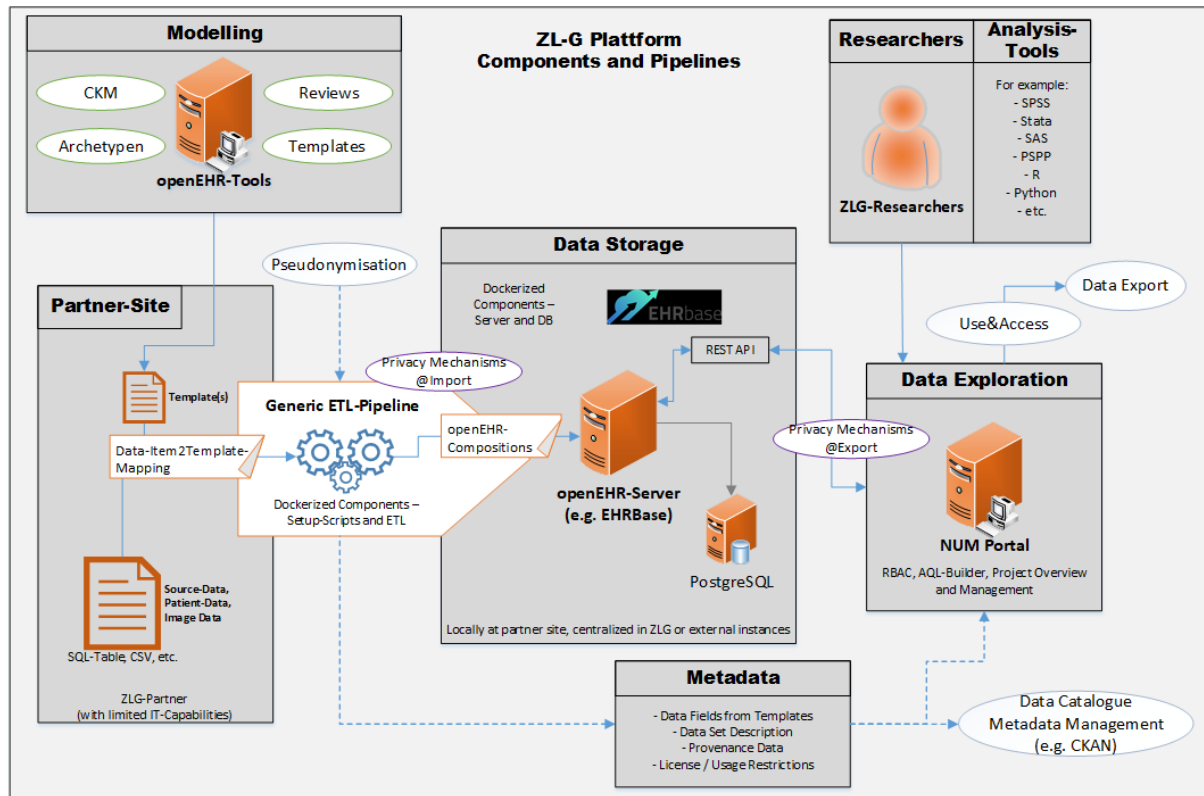 Modelling
CKM
Reviews
Archetypen
Templates
openEHR-Tools
ZL-G Plattform
Components and Pipelines
Researchers
ZLG-Researchers
Analysis-
Tools
For example:
- SPSS
- Stata
- SAS
- PSPP
- R
- Python
- etc.
Pseudonymisation
Partner-Site
Template(s)
Data-Item2Template-
Mapping
Source-Data,
Patient-Data,
Image Data
SQL-Table, CSV, etc.
ZLG-Partner
(with limited IT-Capabilities)
Generic ETL-Pipeline
Dockerized Components –
Setup-Scripts and ETL
Privacy Mechanisms
@Import
openEHR-
Compositions
Data Storage
Dockerized
Components –
Server and DB
EHRbase
REST API
openEHR-Server
(e.g. EHRBase)
PostgreSQL
Locally at partner site, centralized in ZLG or external instances
Privacy Mechanisms
@Export
Data Export
Use&Access
Data Exploration
NUM Portal
RBAC, AQL-Builder, Project Overview
and Management
Metadata
- Data Fields from Templates
- Data Set Description
- Provenance Data
- License / Usage Restrictions
Data Catalogue
Metadata Management
(e.g. CKAN)